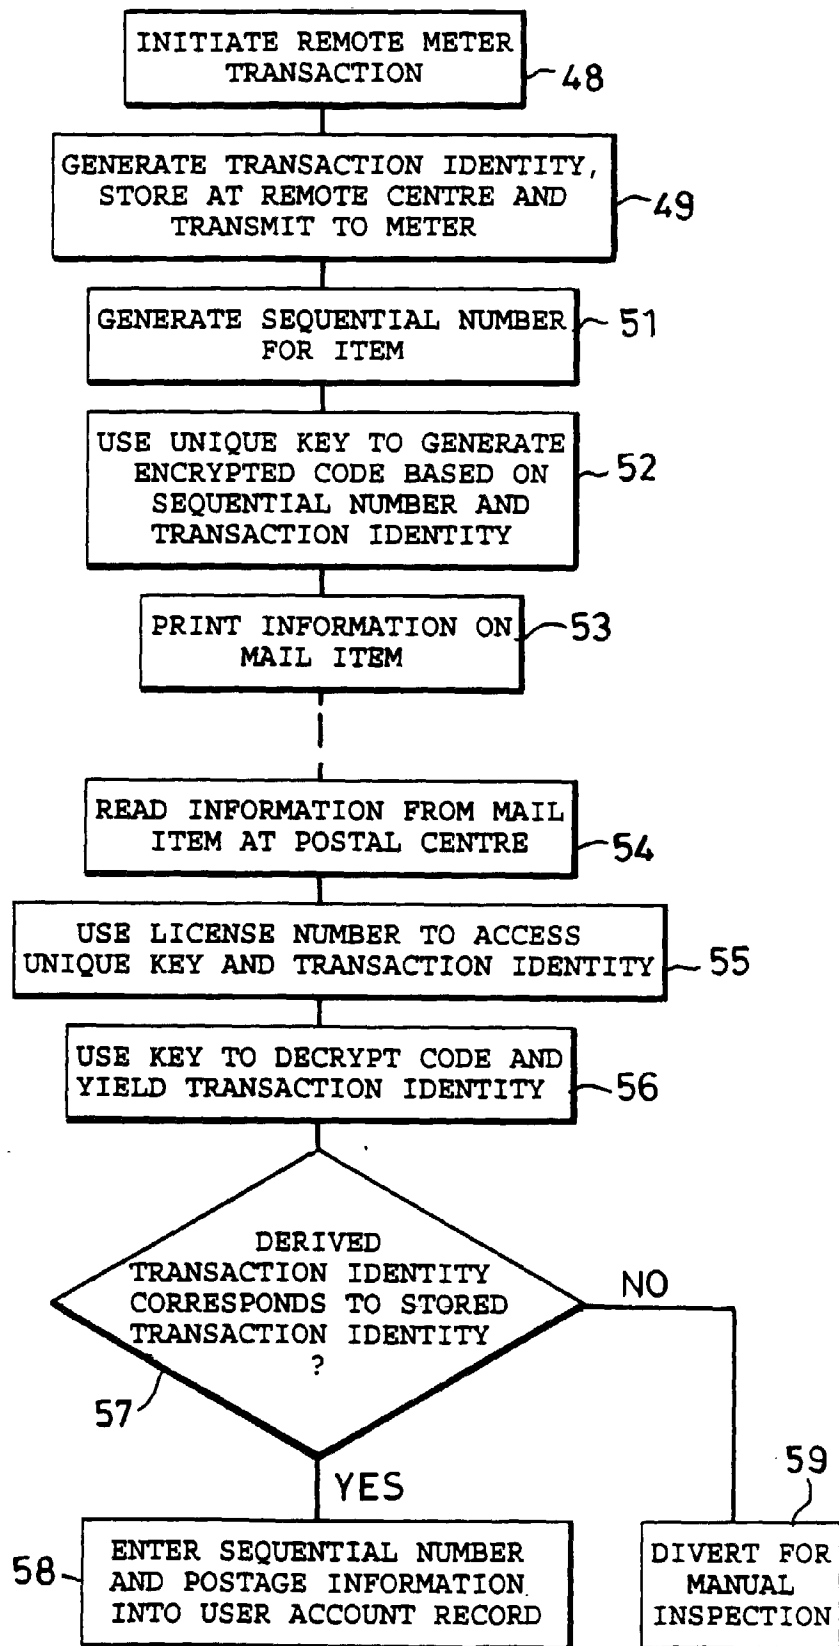 INITIATE REMOTE METER
TRANSACTION
48
GENERATE TRANSACTION IDENTITY,
STORE AT REMOTE CENTRE AND
TRANSMIT TO METER
49
GENERATE SEQUENTIAL NUMBER
FOR ITEM
51
USE UNIQUE KEY TO GENERATE
ENCRYPTED CODE BASED ON
SEQUENTIAL NUMBER AND
TRANSACTION IDENTITY
52
PRINT INFORMATION ON
MAIL ITEM
53
READ INFORMATION FROM MAIL
ITEM AT POSTAL CENTRE
54
USE LICENSE NUMBER TO ACCESS
UNIQUE KEY AND TRANSACTION IDENTITY
55
USE KEY TO DECRYPT CODE AND
YIELD TRANSACTION IDENTITY
56
DERIVED
TRANSACTION IDENTITY
CORRESPONDS TO STORED
TRANSACTION IDENTITY
?
57
NO
YES
58
ENTER SEQUENTIAL NUMBER
AND POSTAGE INFORMATION
INTO USER ACCOUNT RECORD
59
DIVERT FOR
MANUAL
INSPECTION